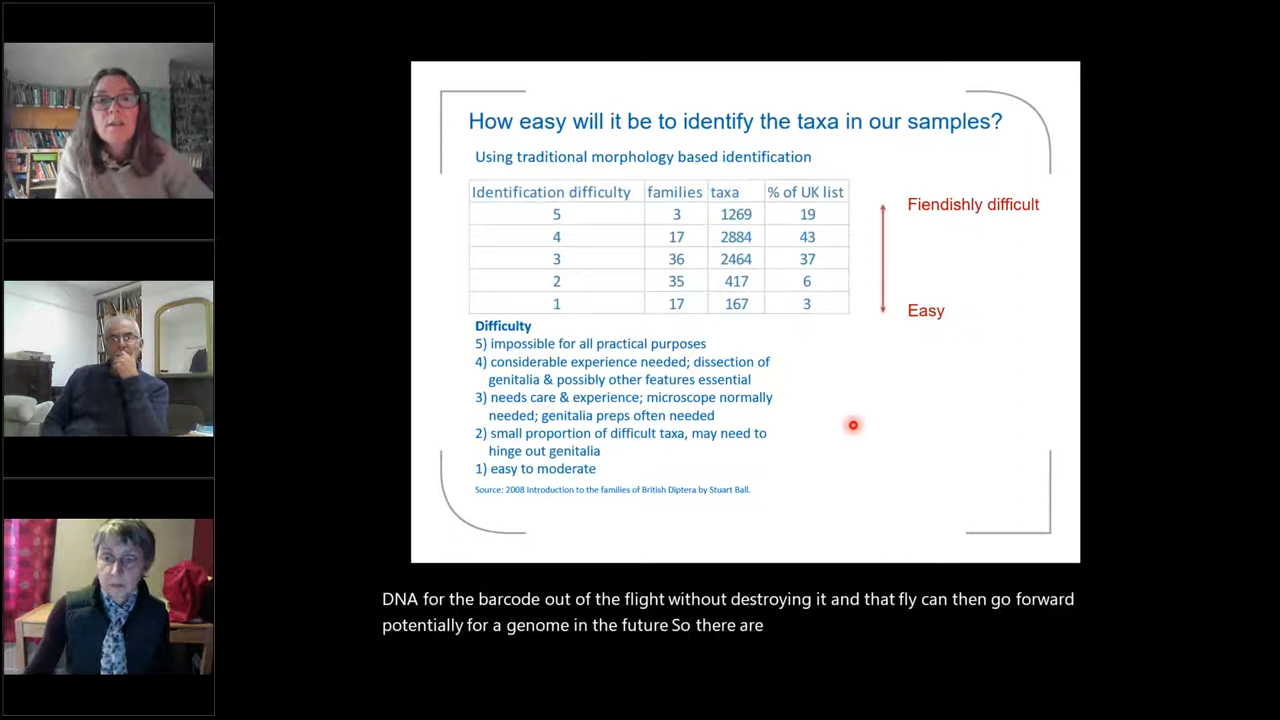 How easy will it be to identify the taxa in our samples?
Using traditional morphology based identification
Identification difficulty families taxa % of UK list
5 3 1269 19
4 17 2884 43
3 36 2464 37
2 35 417 6
1 17 167 3
Fiendishly difficult
Easy
Difficulty
5) impossible for all practical purposes
4) considerable experience needed; dissection of
genitalia & possibly other features essential
3) needs care & experience; microscope normally
needed; genitalia preps often needed
2) small proportion of difficult taxa, may need to
hinge out genitalia
1) easy to moderate
Source: 2008 Introduction to the families of British Diptera by Stuart Ball.
DNA for the barcode out of the flight without destroying it and that fly can then go forward
potentially for a genome in the future So there are